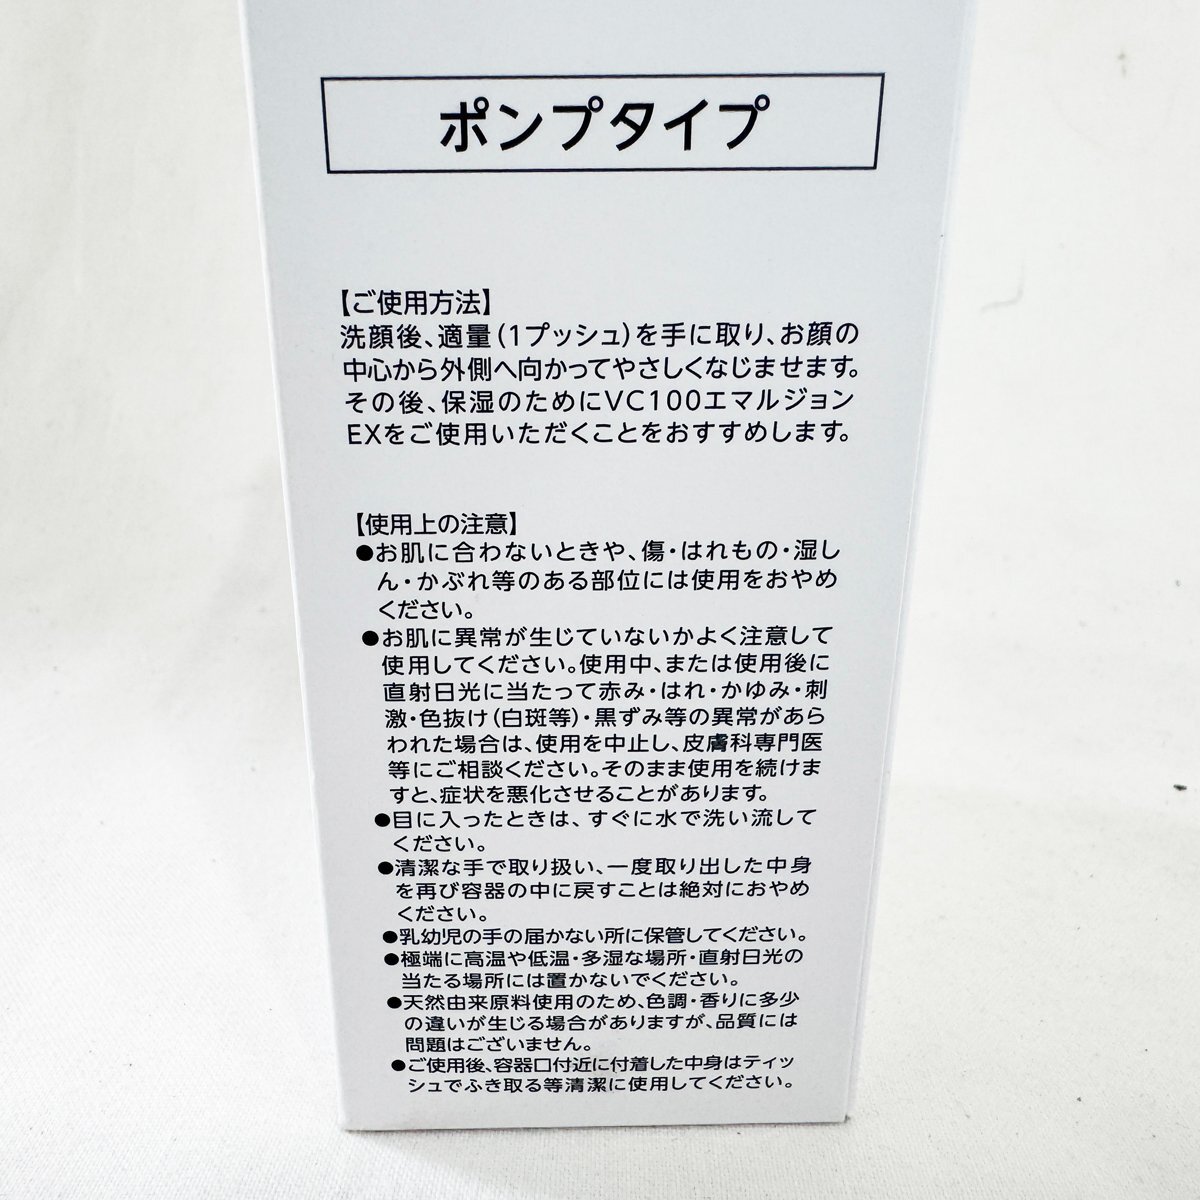 ポンプタイプ
【ご使用方法】
洗顔後、適量(1プッシュ)を手に取り、お顔の
中心から外側へ向かってやさしくなじませます。
その後、保湿のためにVC100エマルジョン
EXをご使用いただくことをおすすめします。
【使用上の注意】
●お肌に合わないときや、傷・はれもの・湿し
ん・かぶれ等のある部位には使用をおやめ
ください。
●お肌に異常が生じていないかよく注意して
使用してください。使用中、または使用後に
直射日光に当たって赤み・はれ・かゆみ・刺
激・色抜け(白斑等)・黒ずみ等の異常があら
われた場合は、使用を中止し、皮膚科専門医
等にご相談ください。そのまま使用を続けま
すと、症状を悪化させることがあります。
●目に入ったときは、すぐに水で洗い流して
ください。
●清潔な手で取り扱い、一度取り出した中身
を再び容器の中に戻すことは絶対におやめ
ください。
●乳幼児の手の届かない所に保管してください。
●極端に高温や低温・多湿な場所・直射日光の
当たる場所には置かないでください。
●天然由来原料使用のため、色調・香りに多少
の違いが生じる場合がありますが、品質には
問題はございません。
●ご使用後、容器口付近に付着した中身はティッ
シュでふき取る等清潔に使用してください。